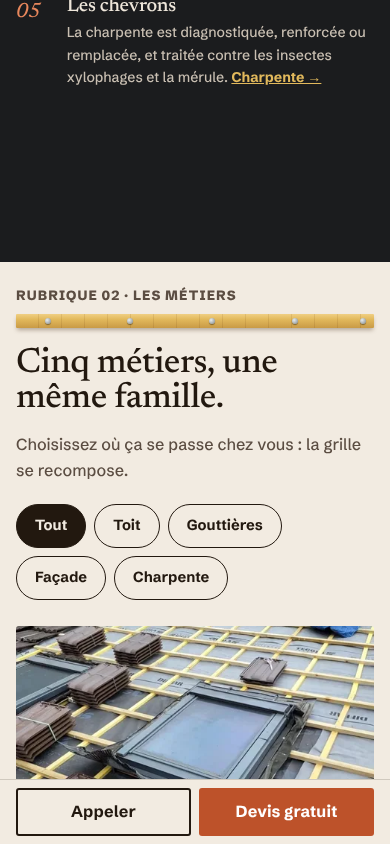 05
Les chevrons
La charpente est diagnostiquée, renforcée ou
remplacée, et traitée contre les insectes
xylophages et la mérule. Charpente →
RUBRIQUE 02 · LES MÉTIERS
Cinq métiers, une
même famille.
Choisissez où ça se passe chez vous : la grille
se recompose.
Tout
Toit
Gouttières
Façade
Charpente
Appeler
Devis gratuit